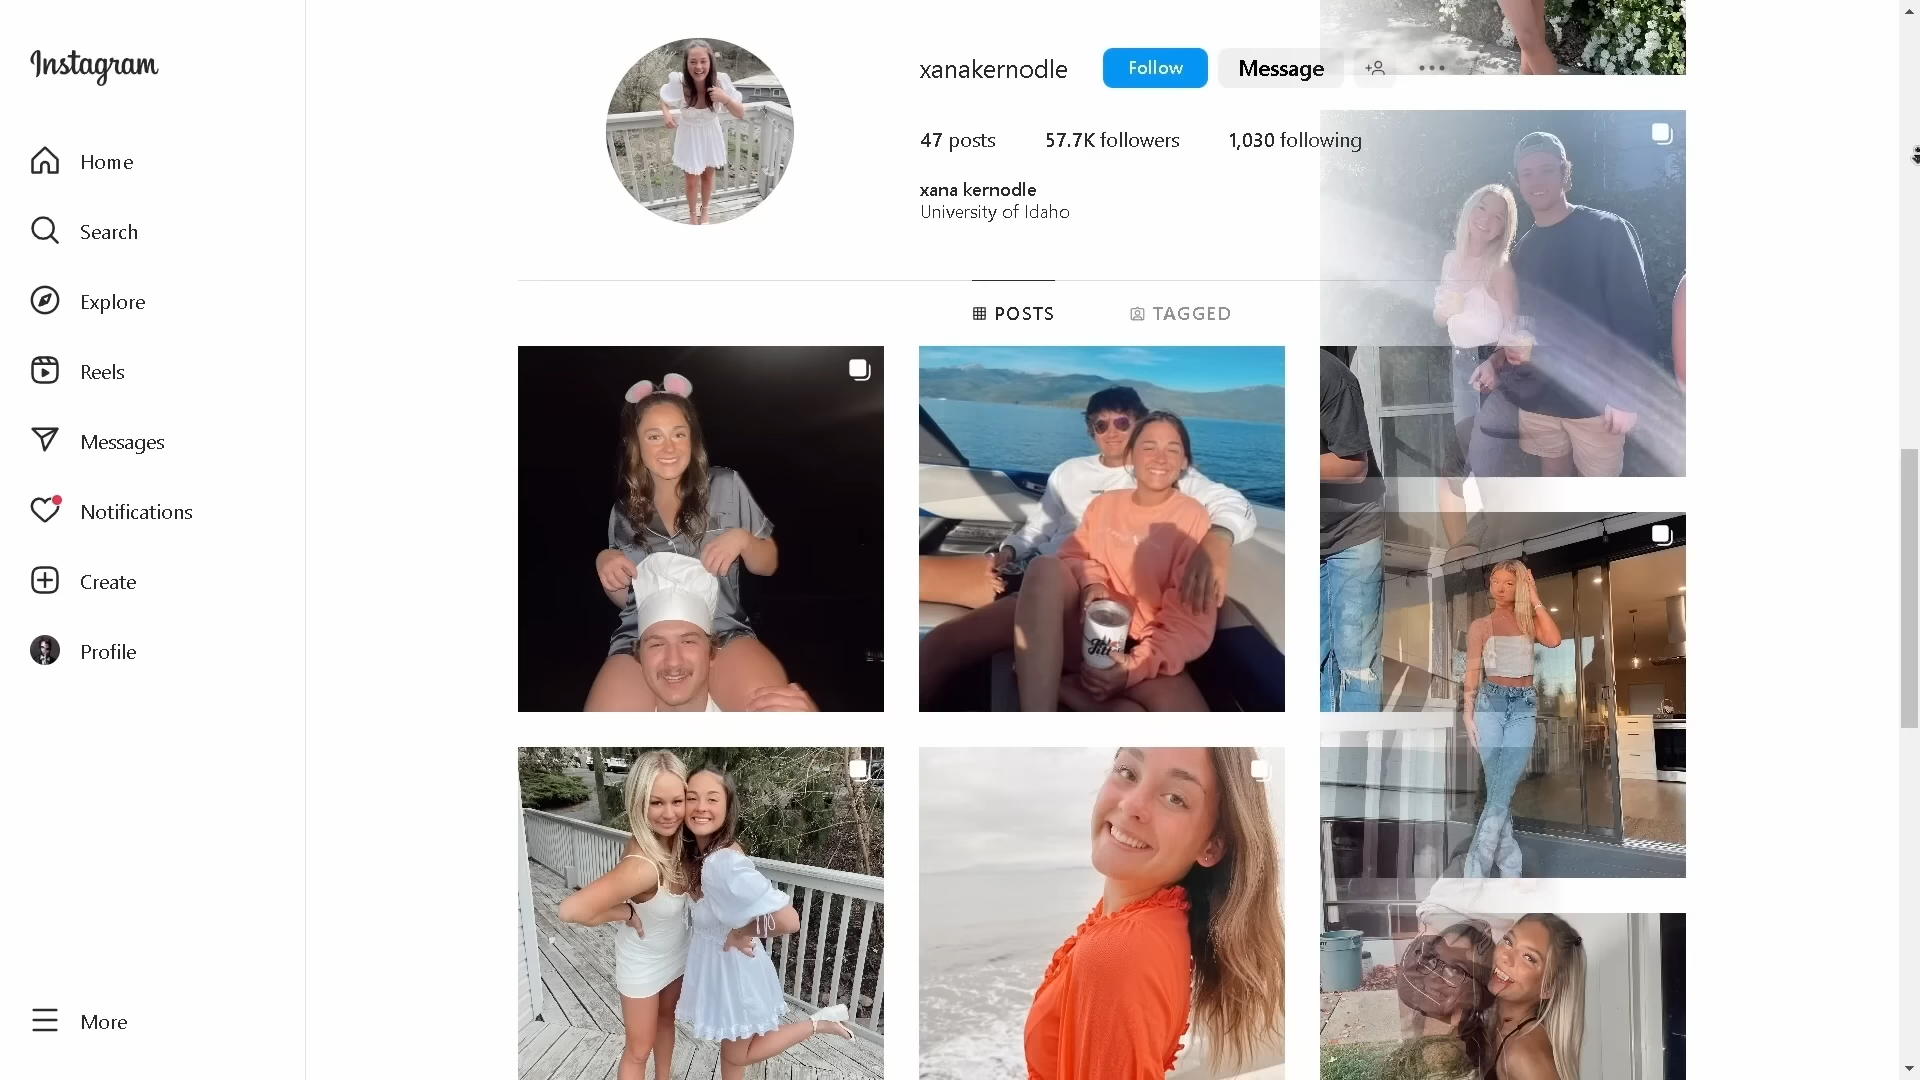 Instagram
Home
Search
Explore
Reels
Messages
Notifications
Create
Profile
More
xanakernodle
Follow
Message
47 posts
57.7K followers
1,030 following
xana kernodle
University of Idaho
POSTS
TAGGED